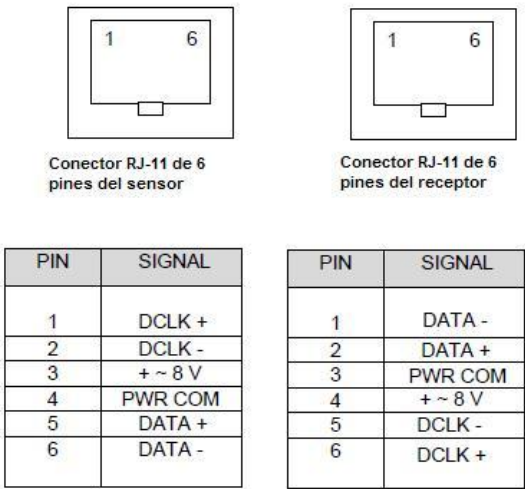 1 6
1 6
Conector RJ-11 de 6
pines del sensor
Conector RJ-11 de 6
pines del receptor
PIN SIGNAL
1 DCLK +
2 DCLK -
3 + ~ 8 V
4 PWR COM
5 DATA +
6 DATA -
PIN SIGNAL
1 DATA -
2 DATA +
3 PWR COM
4 + ~ 8 V
5 DCLK -
6 DCLK +